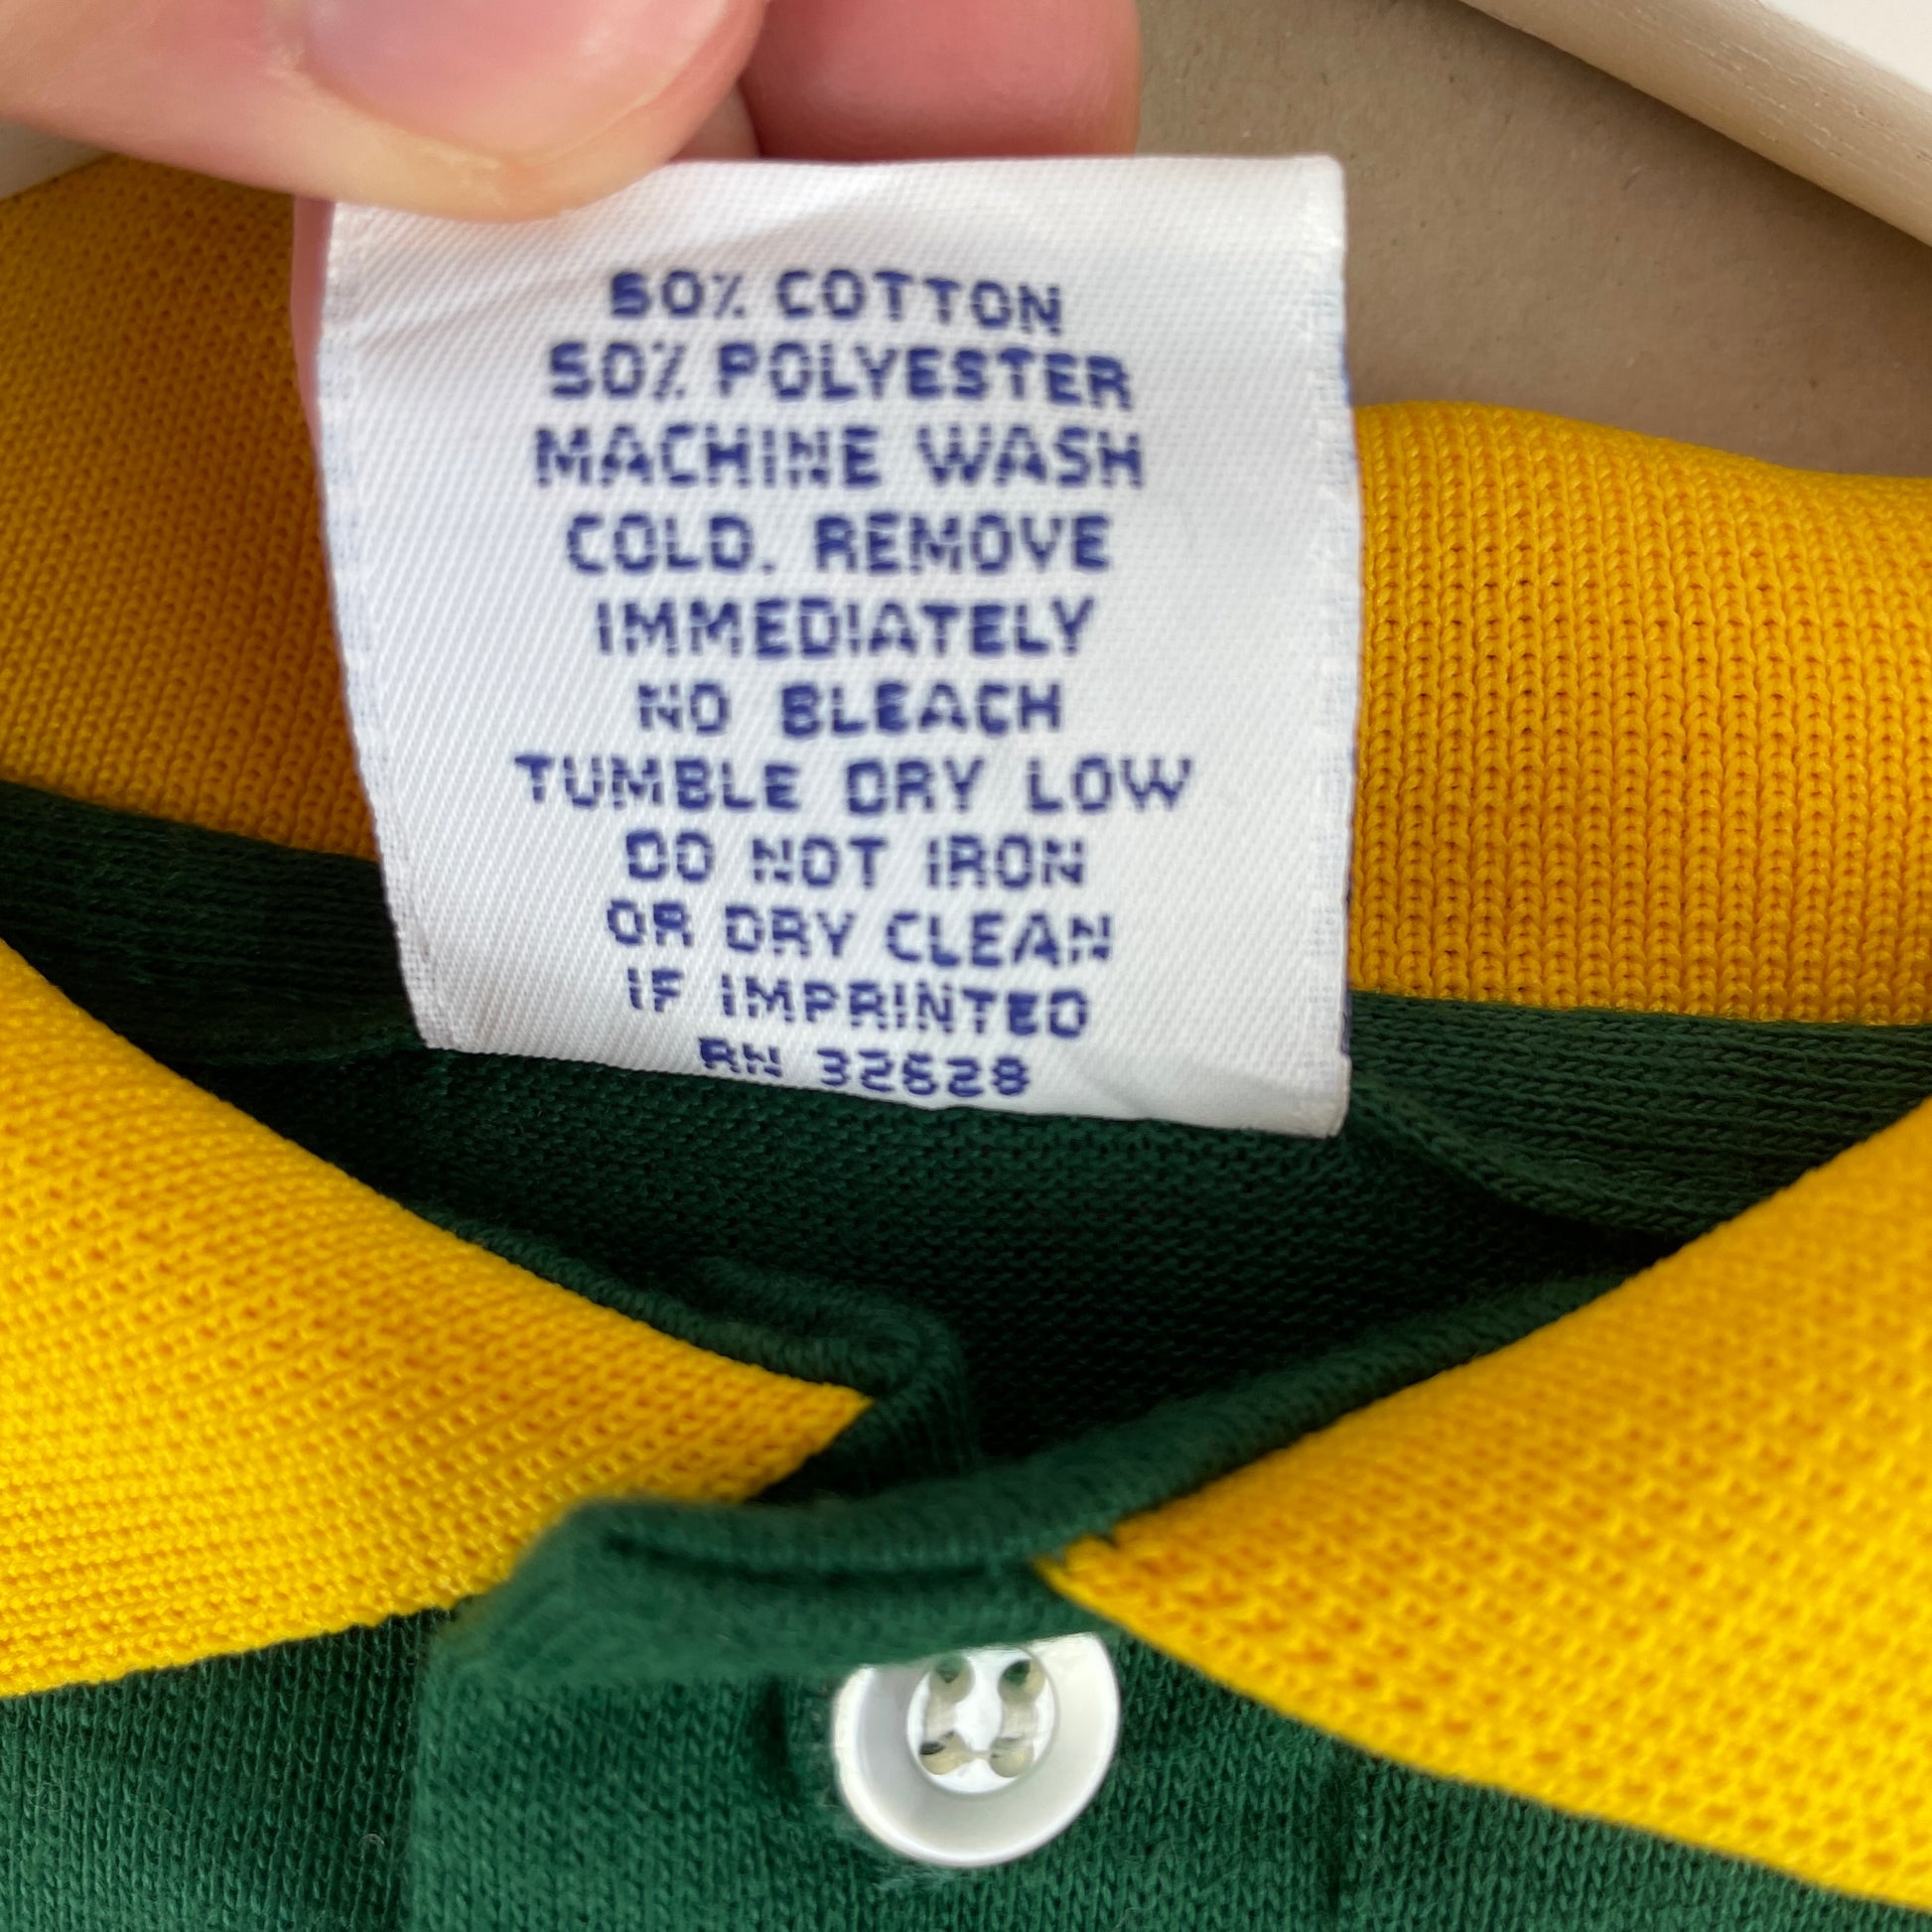 50% COTTON
50% POLYESTER
MACHINE WASH
COLD. REMOVE
IMMEDIATELY
NO BLEACH
TUMBLE DRY LOW
DO NOT IRON
OR DRY CLEAN
IF IMPRINTED
RN 32628